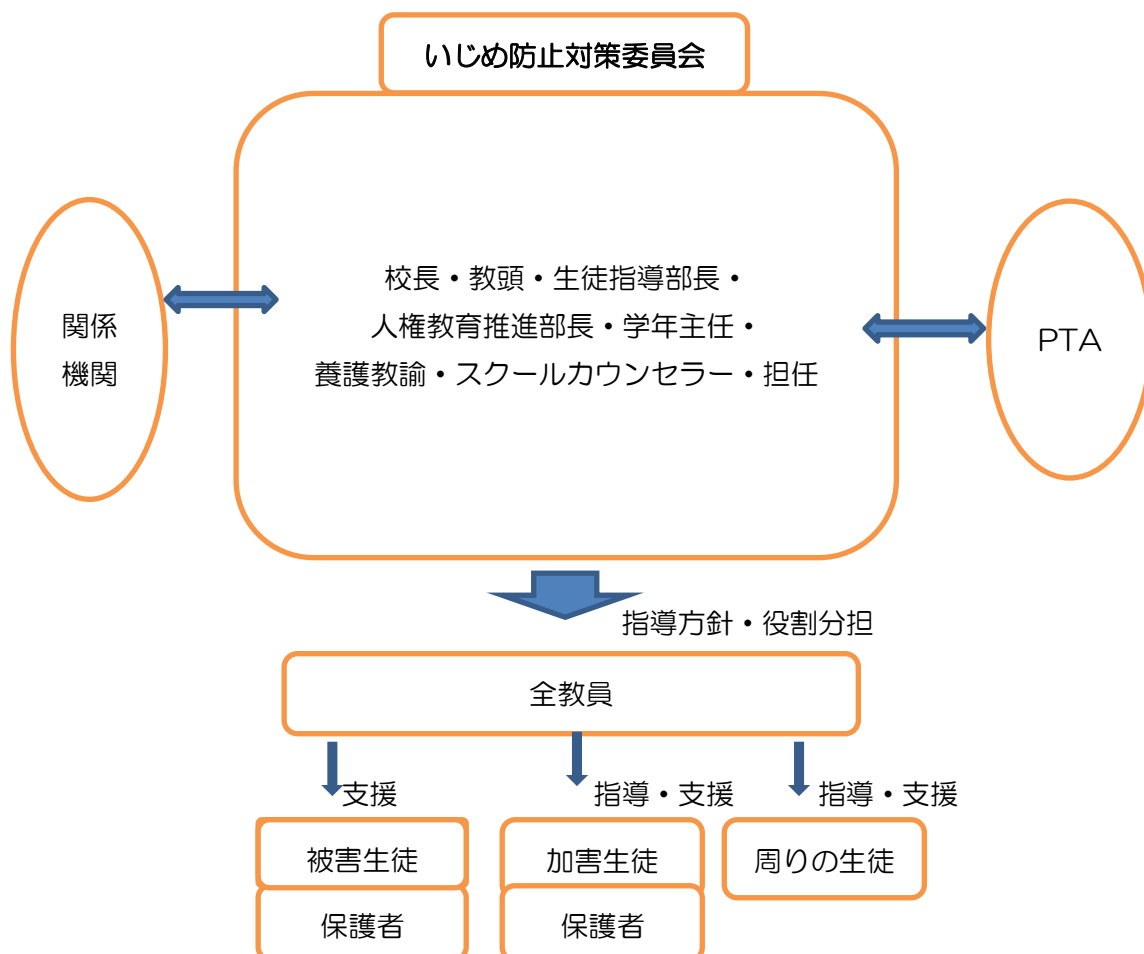 いじめ防止対策委員会
校長・教頭・生徒指導部長・
人権教育推進部長・学年主任・
養護教諭・スクールカウンセラー・担任
関係
機関
PTA
指導方針・役割分担
全教員
支援
指導・支援
指導・支援
被害生徒
加害生徒
周りの生徒
保護者
保護者